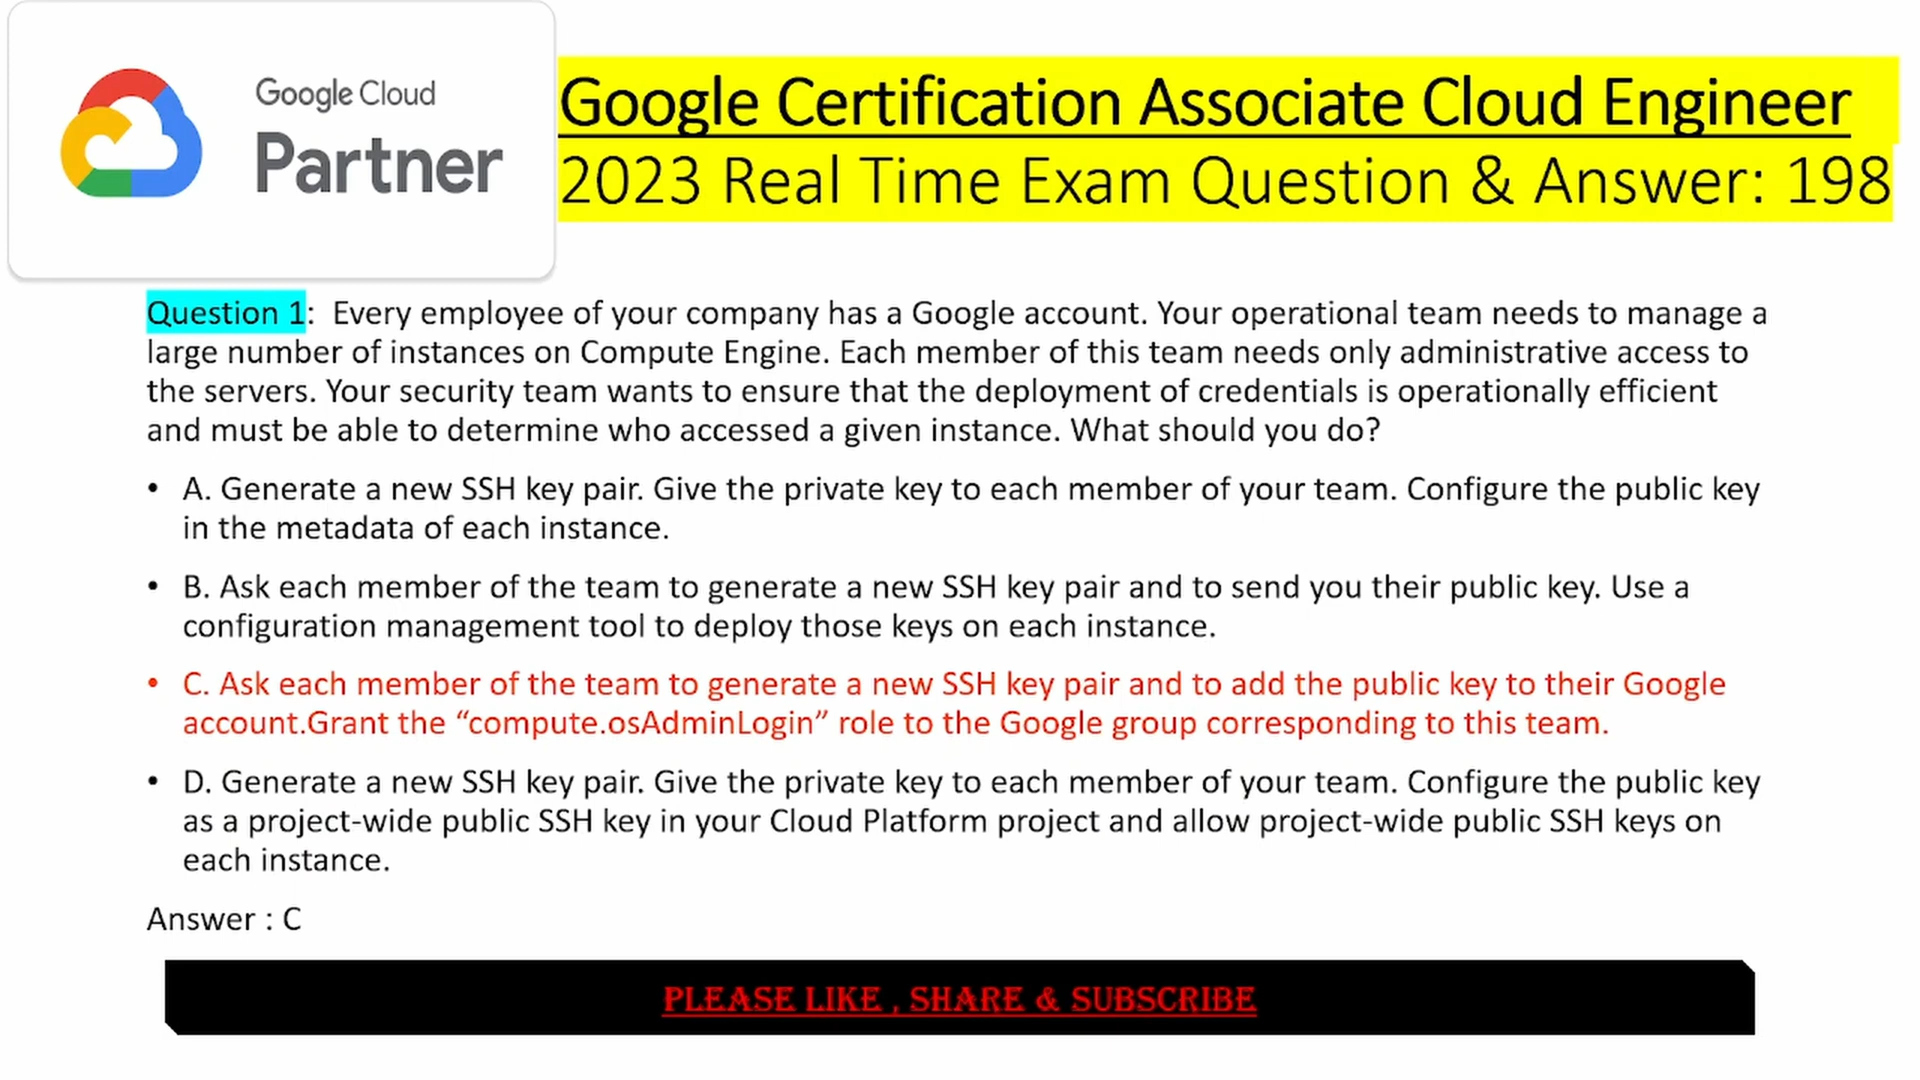 Google Cloud
Partner
Google Certification Associate Cloud Engineer
2023 Real Time Exam Question & Answer: 198
Question 1:  Every employee of your company has a Google account. Your operational team needs to manage a
large number of instances on Compute Engine. Each member of this team needs only administrative access to
the servers. Your security team wants to ensure that the deployment of credentials is operationally efficient
and must be able to determine who accessed a given instance. What should you do?
• A. Generate a new SSH key pair. Give the private key to each member of your team. Configure the public key
in the metadata of each instance.
• B. Ask each member of the team to generate a new SSH key pair and to send you their public key. Use a
configuration management tool to deploy those keys on each instance.
• C. Ask each member of the team to generate a new SSH key pair and to add the public key to their Google
account.Grant the “compute.osAdminLogin” role to the Google group corresponding to this team.
• D. Generate a new SSH key pair. Give the private key to each member of your team. Configure the public key
as a project-wide public SSH key in your Cloud Platform project and allow project-wide public SSH keys on
each instance.
Answer : C
PLEASE LIKE , SHARE & SUBSCRIBE